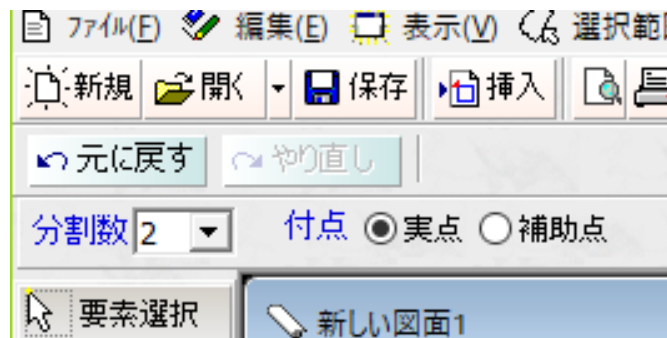 ファイル(F) 編集(E) 表示(V) 選択範
新規 開く 保存 挿入
元に戻す やり直し
分割数 2 付点 実点 補助点
要素選択 新しい図面1